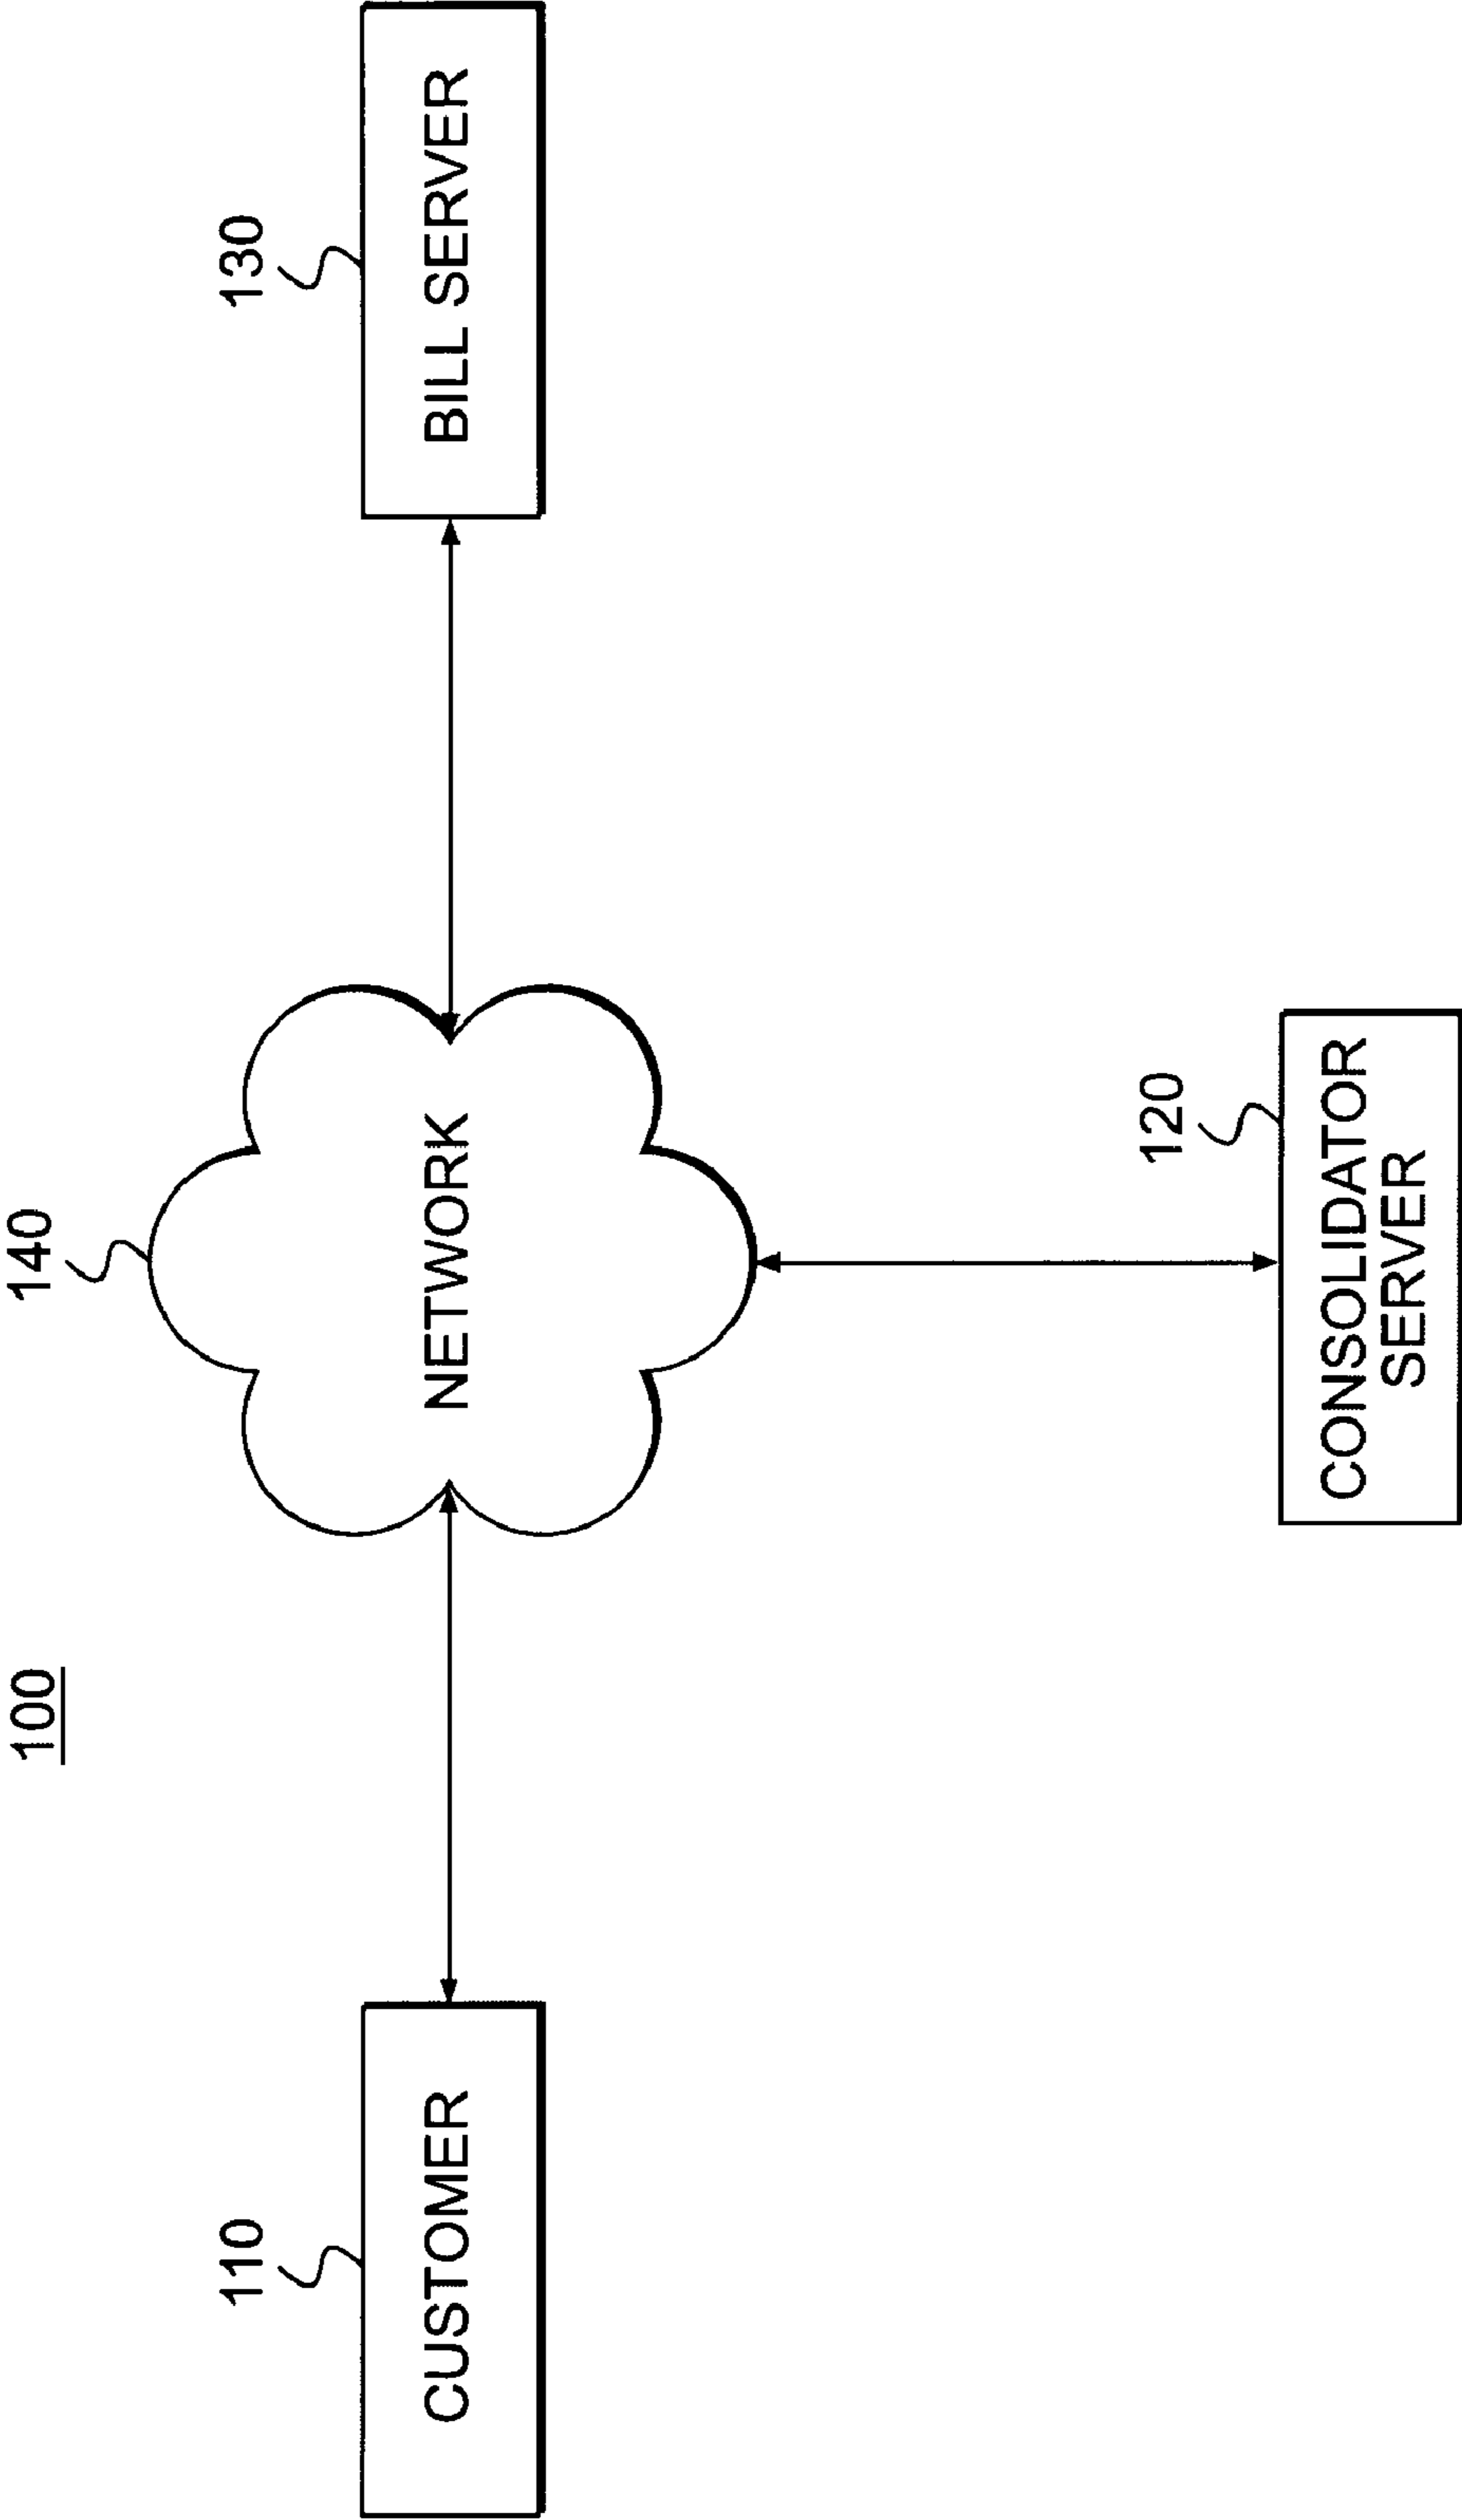 100
140
NETWORK
110
CUSTOMER
130
BILL SERVER
120
CONSOLIDATOR
SERVER